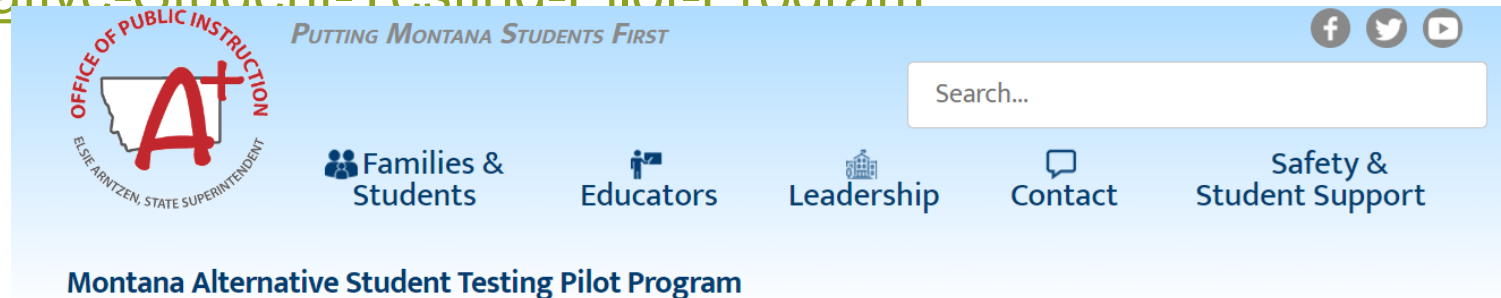 PUTTING MONTANA STUDENTS FIRST
OFFICE OF PUBLIC INSTRUCTION
A+
ELSIE ARNTZEN, STATE SUPERINTENDENT
Search...
Families &
Students
Educators
Leadership
Contact
Safety &
Student Support
Montana Alternative Student Testing Pilot Program